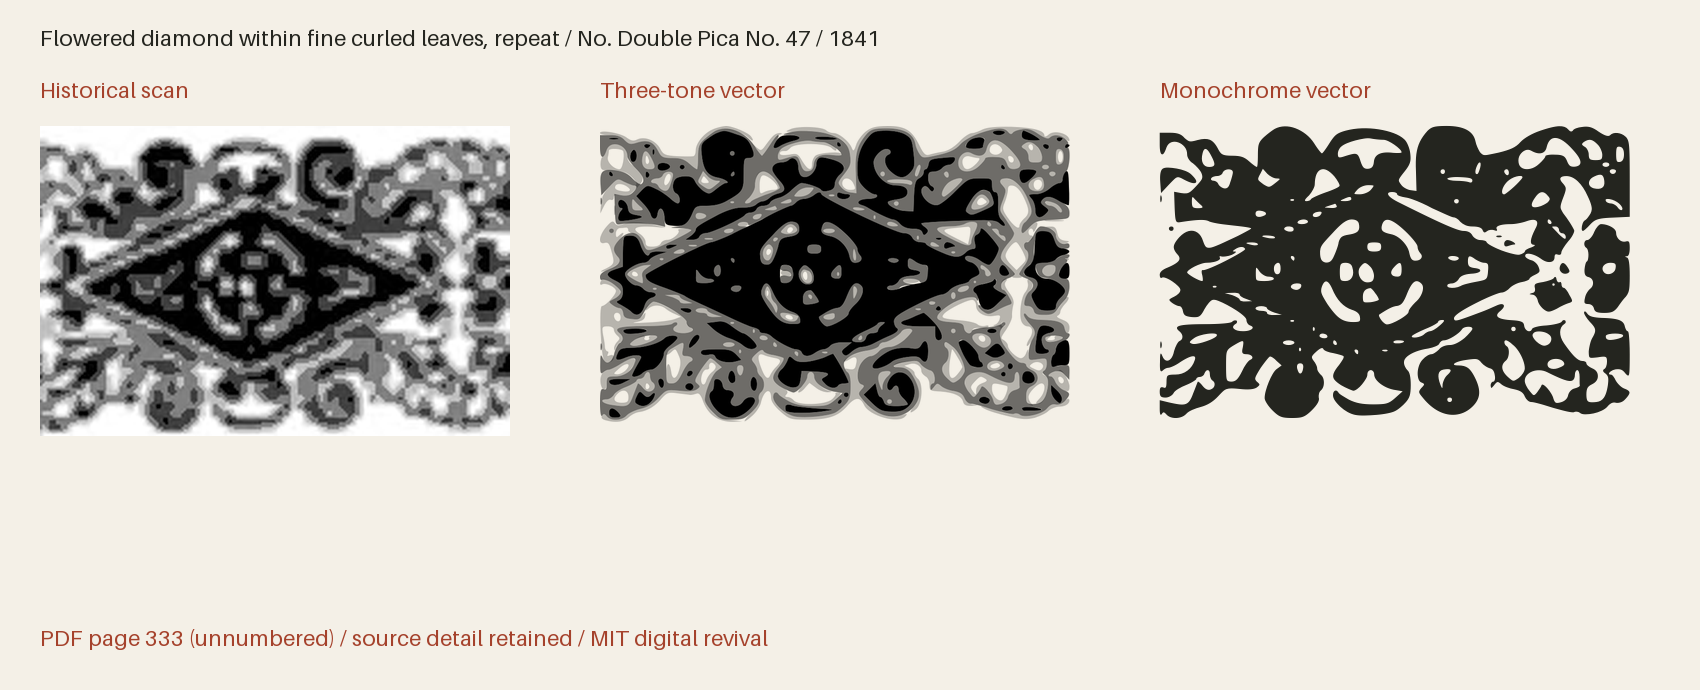 Flowered diamond within fine curled leaves, repeat / No. Double Pica No. 47 / 1841
Historical scan
Three-tone vector
Monochrome vector
PDF page 333 (unnumbered) / source detail retained / MIT digital revival